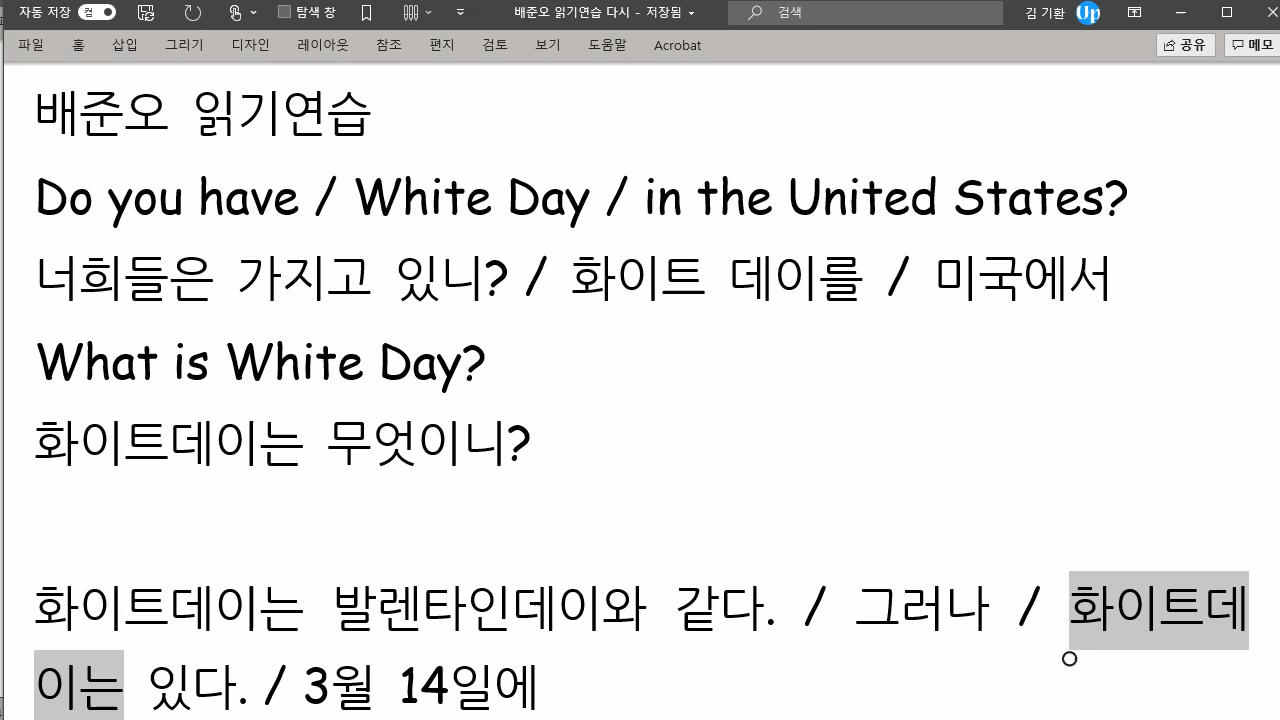 자동 저장 컴 탐색 창 배준오 읽기연습 다시 - 저장됨 검색 김 기환 Up
파일 홈 삽입 그리기 디자인 레이아웃 참조 편지 검토 보기 도움말 Acrobat 공유 메모
배준오 읽기연습
Do you have / White Day / in the United States?
너희들은 가지고 있니? / 화이트 데이를 / 미국에서
What is White Day?
화이트데이는 무엇이니?
화이트데이는 발렌타인데이와 같다. / 그러나 / 화이트데
이는 있다. / 3월 14일에